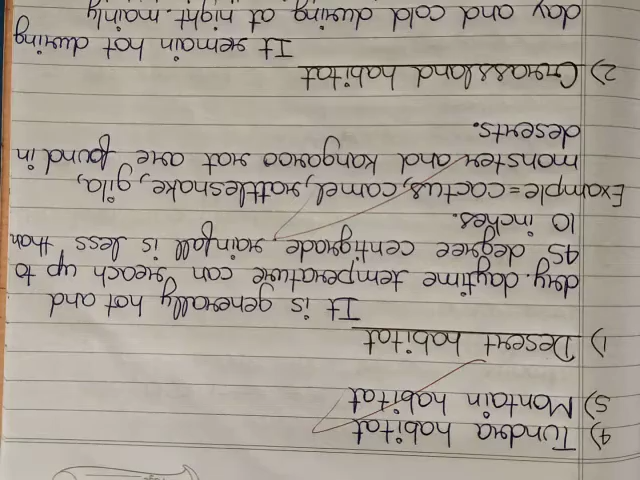 4) Tundra habitat
5) Montain habitat
1) Desert habitat
It is generally hot and
dry. daytime temperature can reach up to
45 degree centigrade, rainfall is less than
10 inches.
Example = cactus, camel, rattlesnake, gila,
monster and kangaroo rat are found in
deserts.
2) Grassland habitat
It remain hot during
day and cold during at night. mainly